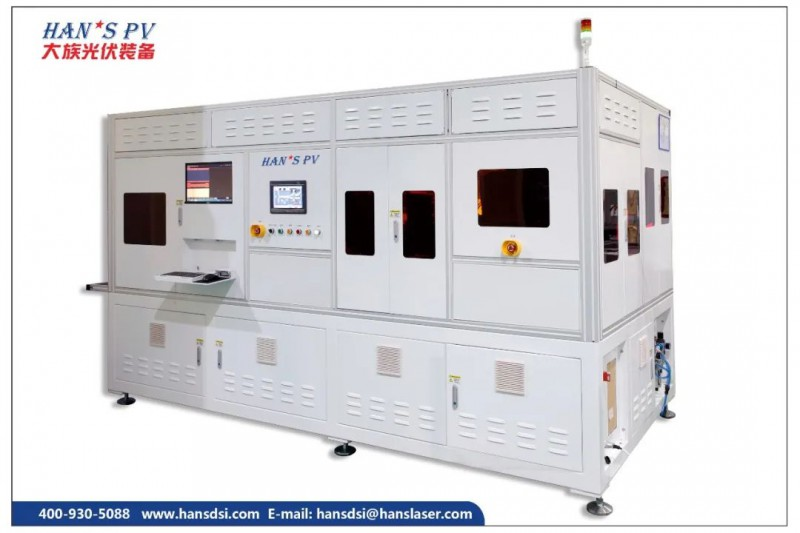 HAN*S PV
大族光伏装备
HAN*S PV
400-930-5088 www.hansdsi.com E-mail: hansdsi@hanslaser.com